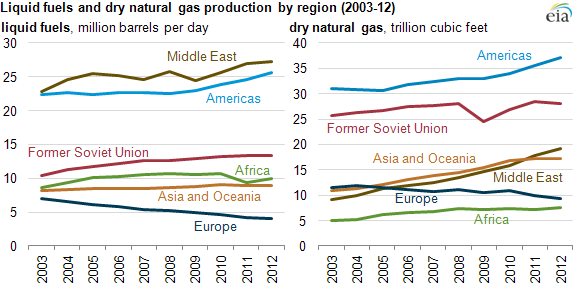 Liquid fuels and dry natural gas production by region (2003-12)
eia
liquid fuels, million barrels per day
30
25
20
15
10
5
0
Middle East
Americas
Former Soviet Union
Africa
Asia and Oceania
Europe
2003 2004 2005 2006 2007 2008 2009 2010 2011 2012
dry natural gas, trillion cubic feet
40
35
30
25
20
15
10
5
0
Americas
Former Soviet Union
Asia and Oceania
Middle East
Europe
Africa
2003 2004 2005 2006 2007 2008 2009 2010 2011 2012